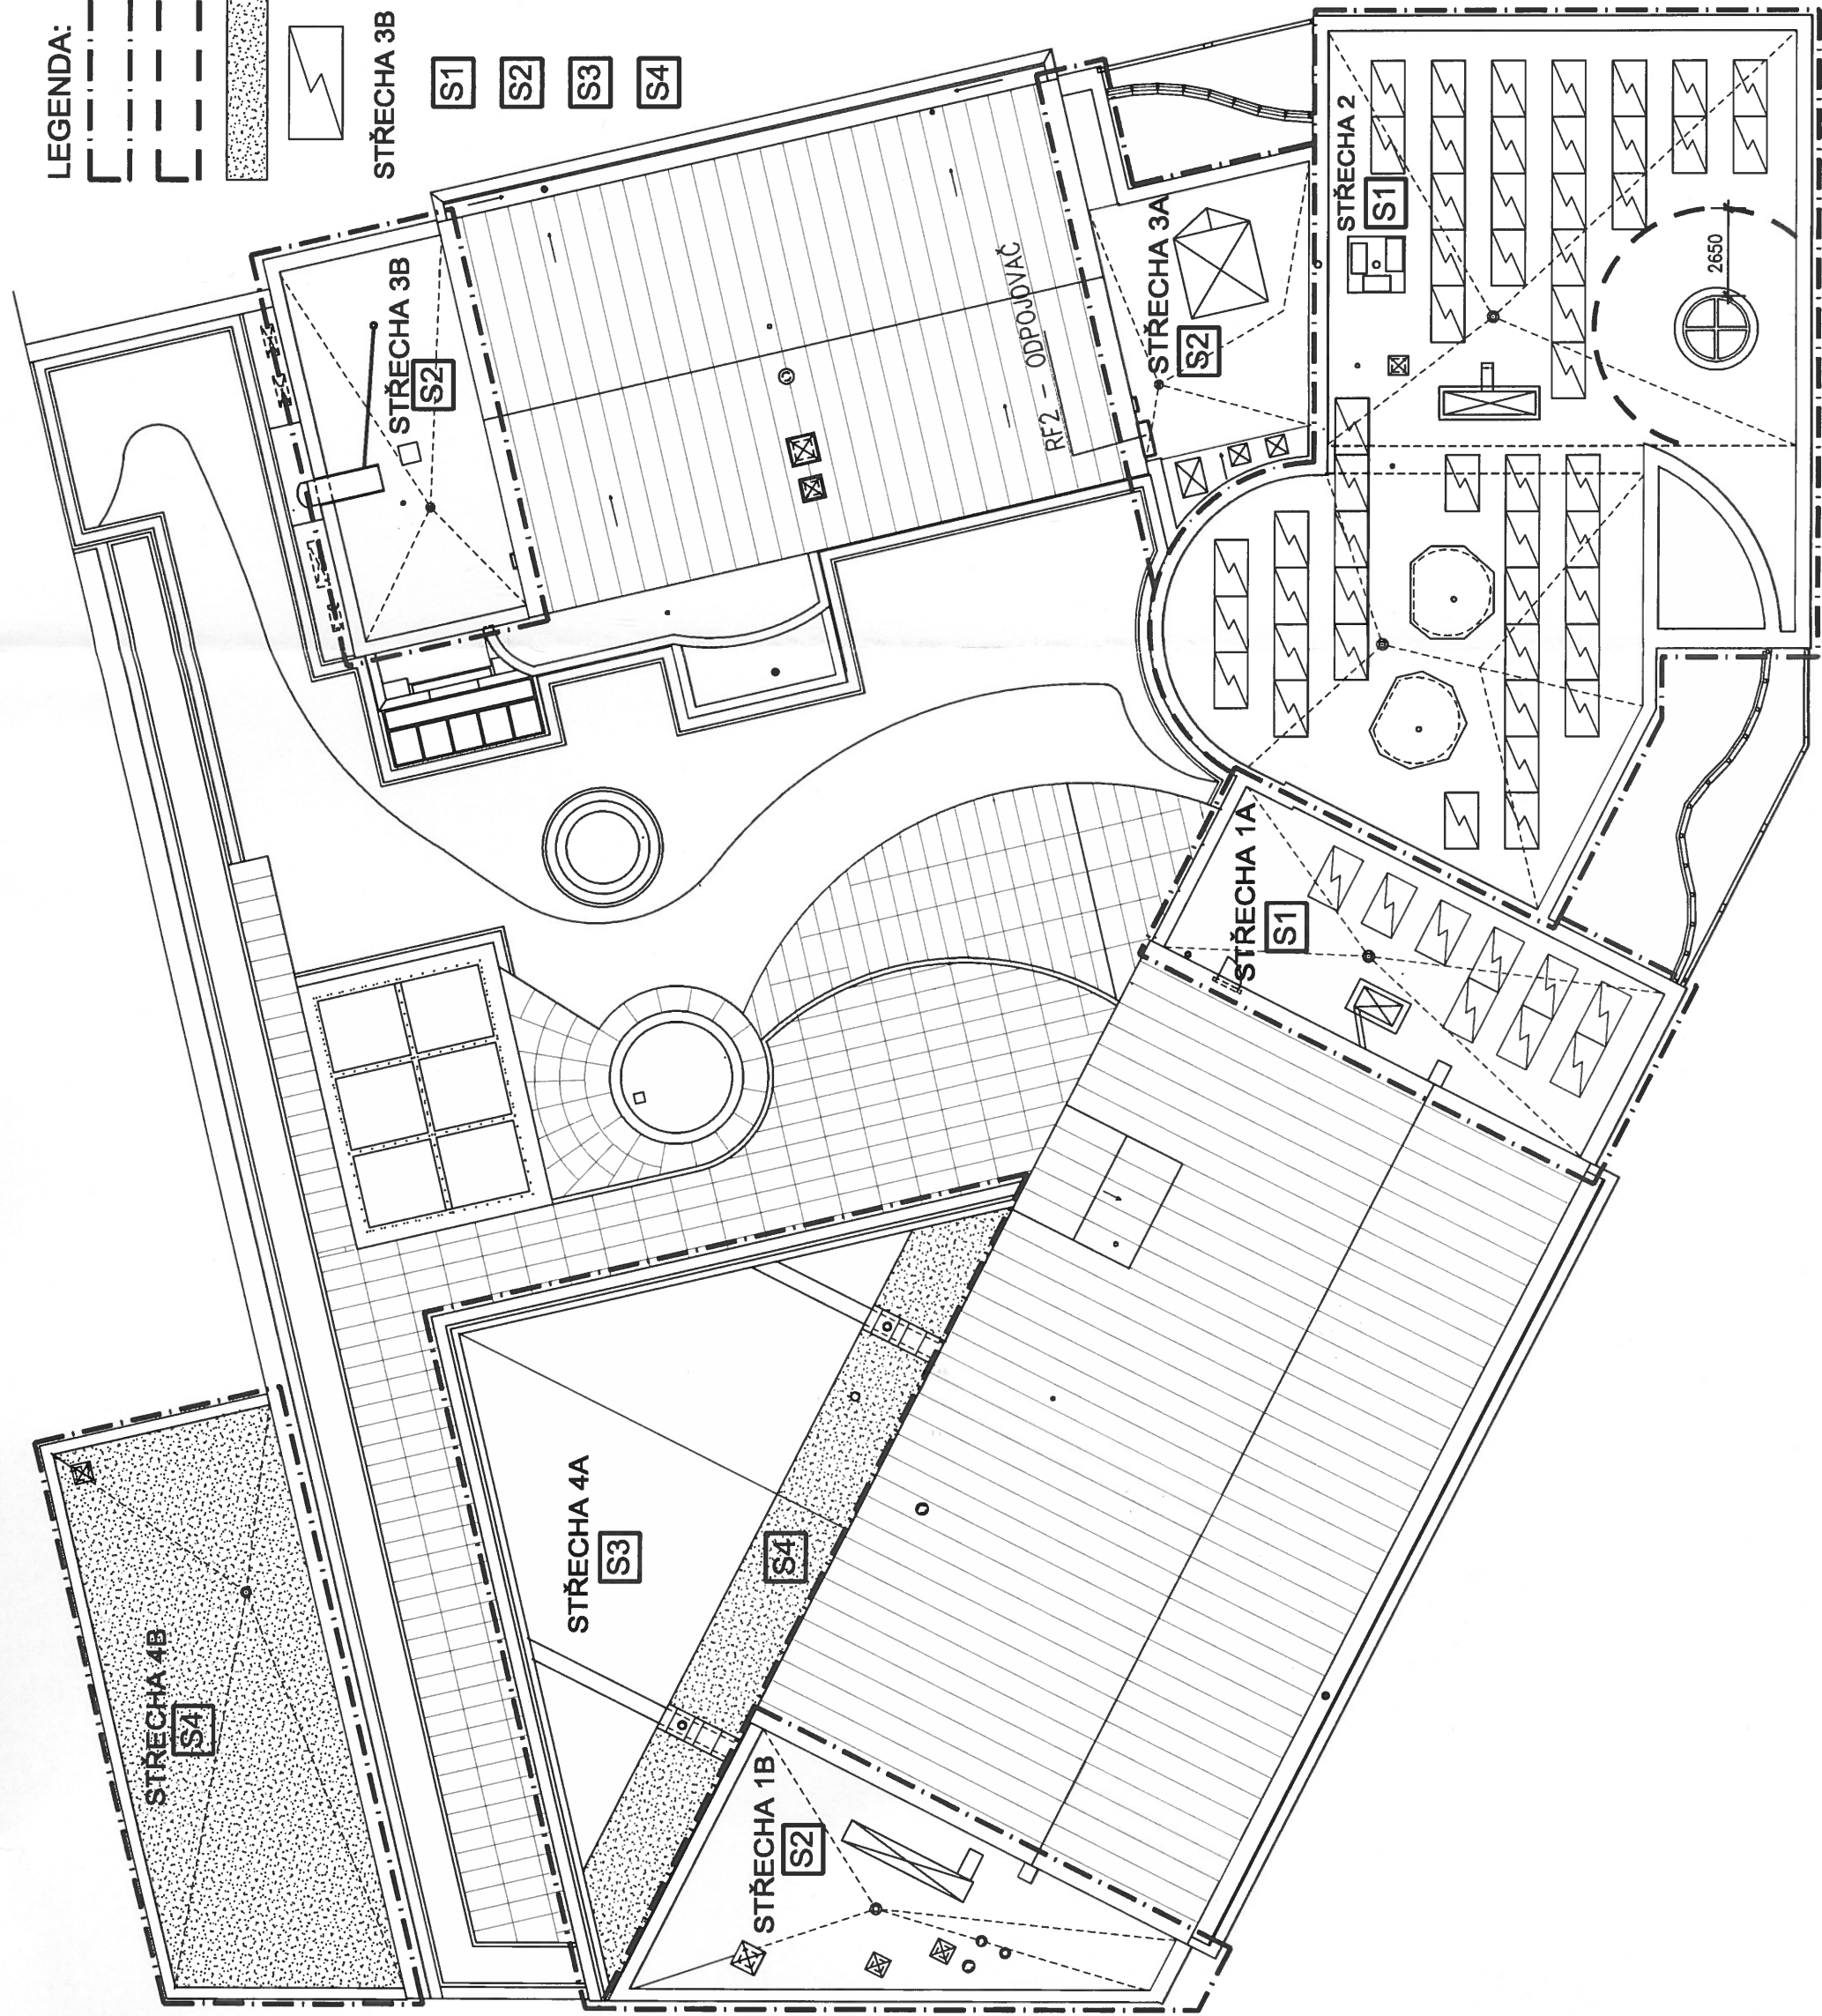 LEGENDA:
STŘECHA 3B
S1
S2
S3
S4
STŘECHA 3B
S2
RF2 - ODPOJOVAČ
STŘECHA 3A
S2
STŘECHA 2
S1
2650
STŘECHA 1A
S1
STŘECHA 4A
S3
S4
STŘECHA 4B
S4
STŘECHA 1B
S2